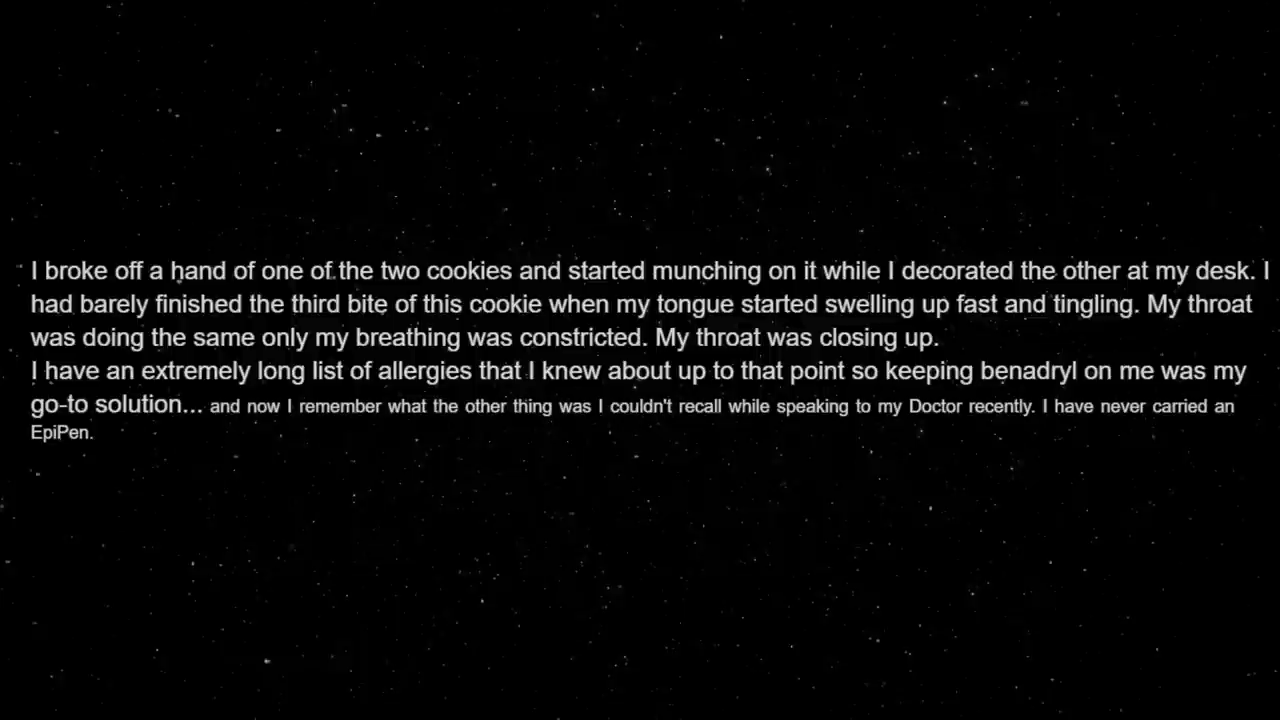 I broke off a hand of one of the two cookies and started munching on it while I decorated the other at my desk. I
had barely finished the third bite of this cookie when my tongue started swelling up fast and tingling. My throat
was doing the same only my breathing was constricted. My throat was closing up.
I have an extremely long list of allergies that I knew about up to that point so keeping benadryl on me was my
go-to solution... and now I remember what the other thing was I couldn't recall while speaking to my Doctor recently. I have never carried an
EpiPen.